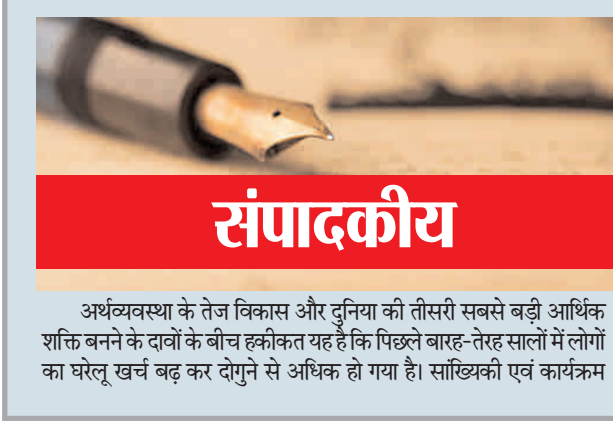 संपादकीय
अर्थव्यवस्था के तेज विकास और दुनिया की तीसरी सबसे बड़ी आर्थिक
शक्ति बनने के दावों के बीच हकीकत यह है कि पिछले बारह-तेरह सालों में लोगों
का घरेलू खर्च बढ़ कर दोगुने से अधिक हो गया है। सांख्यिकी एवं कार्यक्रम